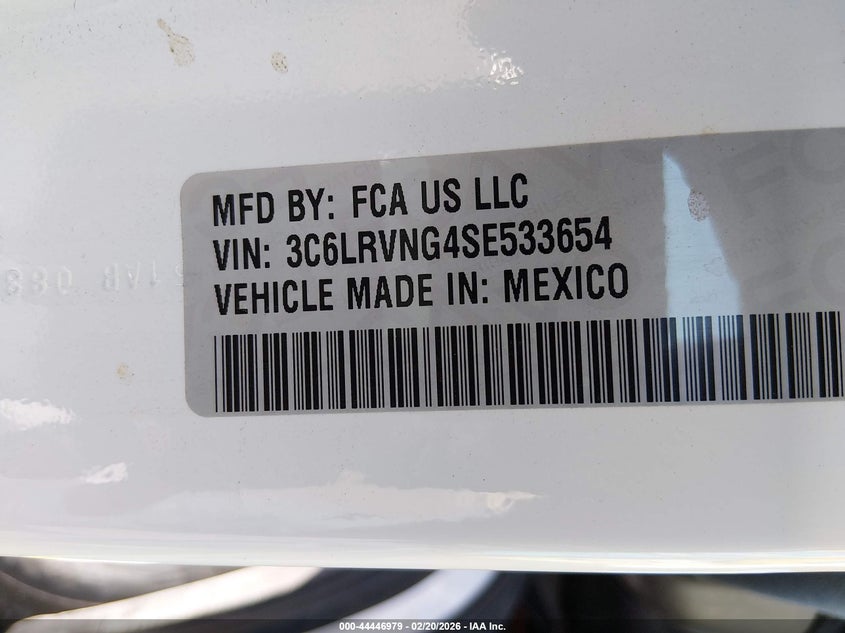 MFD BY: FCA US LLC
VIN: 3C6LRVNG4SE533654
VEHICLE MADE IN: MEXICO
000-44446979 - 02/20/2026 - IAA Inc.